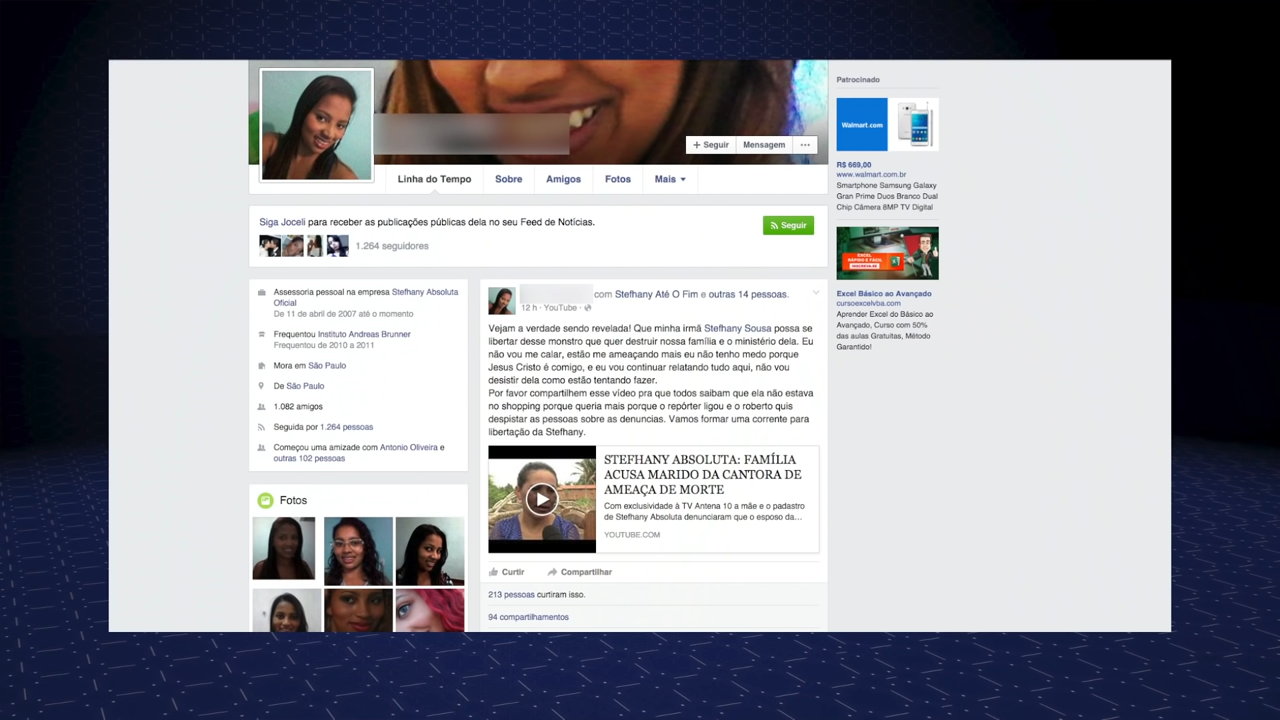 + Seguir
Mensagem
...
Linha do Tempo
Sobre
Amigos
Fotos
Mais
Siga Joceli para receber as publicações públicas dela no seu Feed de Notícias.
Seguir
1.264 seguidores
Assessoria pessoal na empresa Stefhany Absoluta
Oficial
De 11 de abril de 2007 até o momento
Frequentou Instituto Andreas Brunner
Frequentou de 2010 a 2011
Mora em São Paulo
De São Paulo
1.082 amigos
Seguida por 1.264 pessoas
Começou uma amizade com Antonio Oliveira e
outras 102 pessoas
Fotos
com Stefhany Até O Fim e outras 14 pessoas.
12 h · YouTube ·
Vejam a verdade sendo revelada! Que minha irmã Stefhany Sousa possa se
libertar desse monstro que quer destruir nossa família e o ministério dela. Eu
não vou me calar, estão me ameaçando mais eu não tenho medo porque
Jesus Cristo é comigo, e eu vou continuar relatando tudo aqui, não vou
desistir dela como estão tentando fazer.
Por favor compartilhem esse vídeo pra que todos saibam que ela não estava
no shopping porque queria mais porque o repórter ligou e o roberto quis
despistar as pessoas sobre as denuncias. Vamos formar uma corrente para
libertação da Stefhany.
STEFHANY ABSOLUTA: FAMÍLIA
ACUSA MARIDO DA CANTORA DE
AMEAÇA DE MORTE
Com exclusividade à TV Antena 10 a mãe e o padastro
de Stefhany Absoluta denunciaram que o esposo da...
YOUTUBE.COM
Curtir
Compartilhar
213 pessoas curtiram isso.
94 compartilhamentos
Patrocinado
Walmart.com
R$ 669,00
www.walmart.com.br
Smartphone Samsung Galaxy
Gran Prime Duos Branco Dual
Chip Câmera 8MP TV Digital
EXCEL
RÁPIDO E FÁCIL
INSCREVA-SE
Excel Básico ao Avançado
cursoexcelvba.com
Aprender Excel do Básico ao
Avançado, Curso com 50%
das aulas Gratuitas, Método
Garantido!